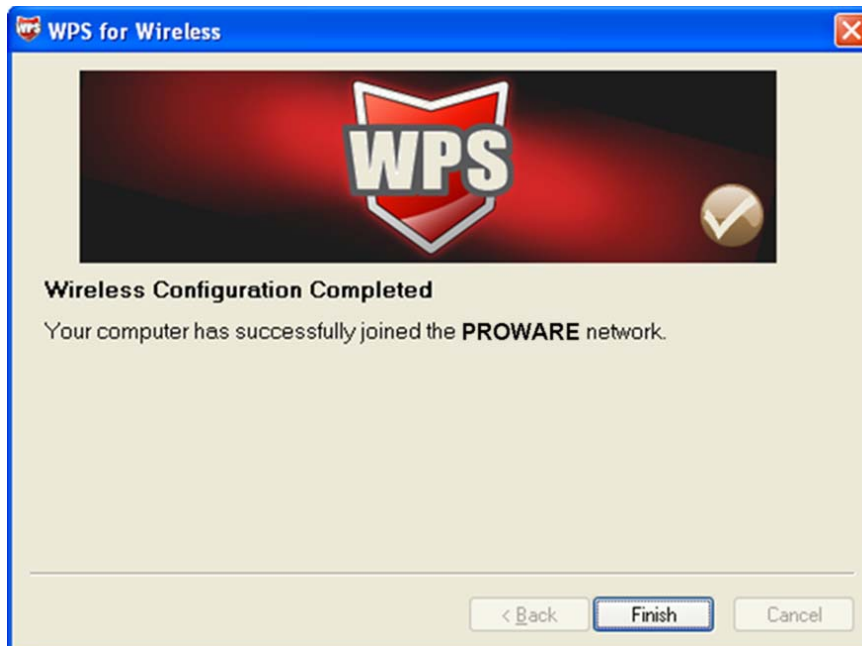 WPS for Wireless
WPS
Wireless Configuration Completed
Your computer has successfully joined the PROWARE network.
< Back
Finish
Cancel